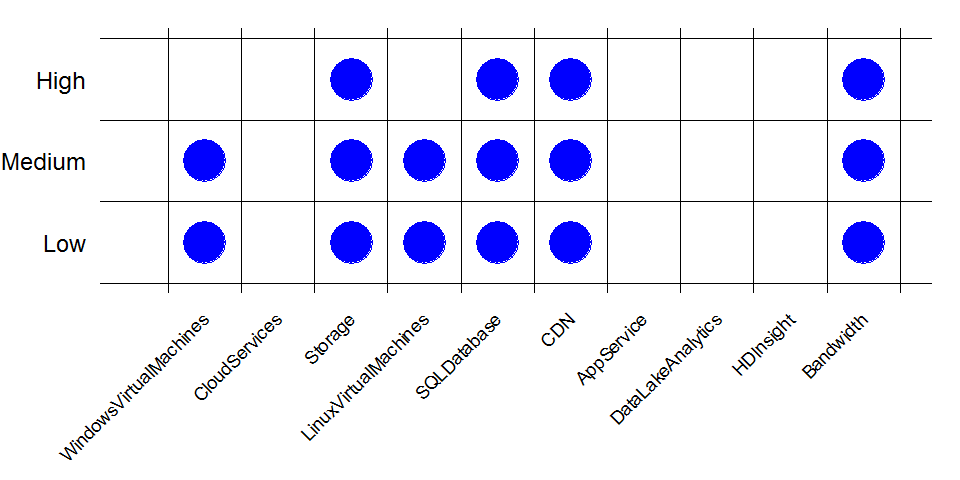 High
Medium
Low
WindowsVirtualMachines
CloudServices
Storage
LinuxVirtualMachines
SQLDatabase
CDN
AppService
DataLakeAnalytics
HDInsight
Bandwidth